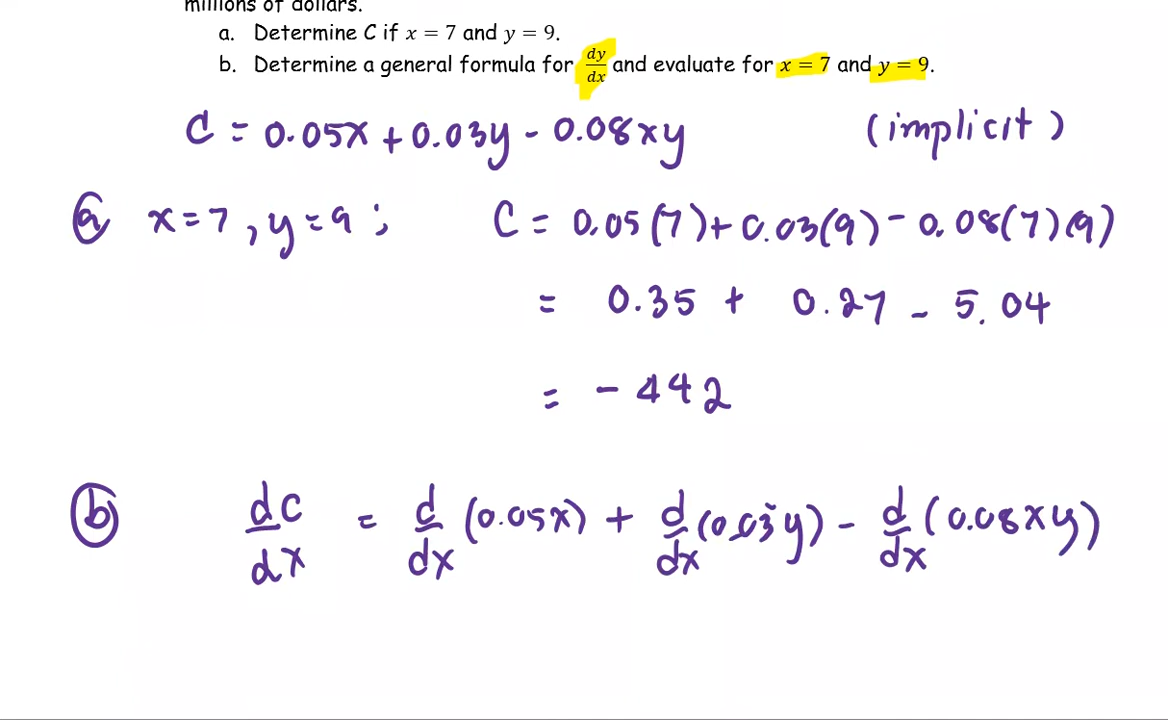 millions of dollars.
a. Determine C if x = 7 and y = 9.
b. Determine a general formula for dy/dx and evaluate for x = 7 and y = 9.
C = 0.05x + 0.03y - 0.08xy (implicit)
ⓐ x = 7, y = 9 ; C = 0.05(7) + 0.03(9) - 0.08(7)(9)
= 0.35 + 0.27 - 5.04
= - 442
ⓑ dC/dx = d/dx (0.05x) + d/dx (0.03y) - d/dx (0.08xy)